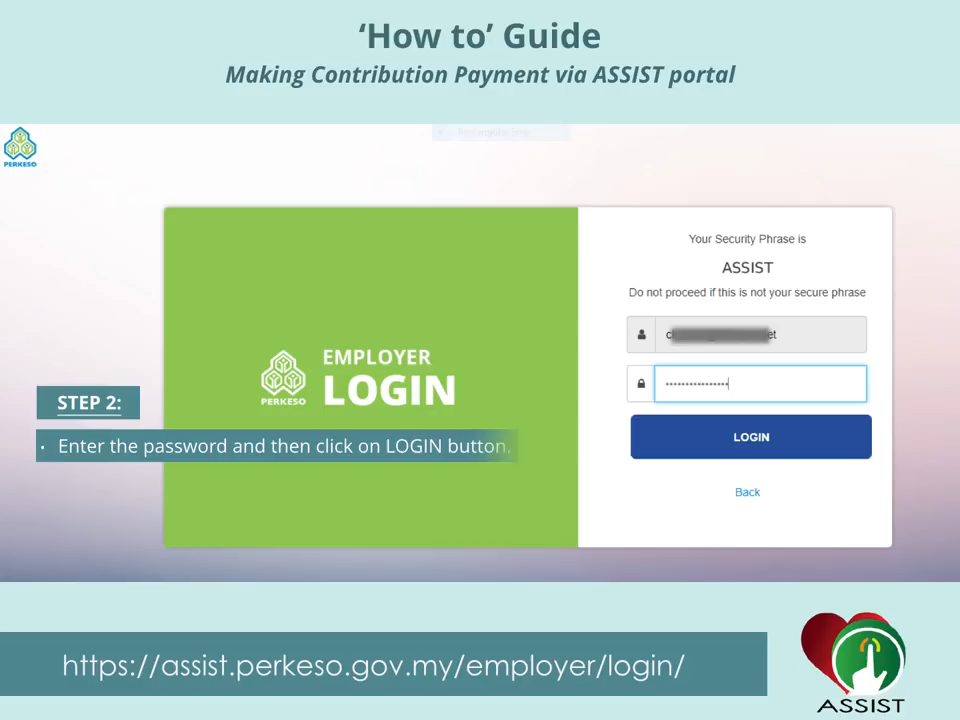 ‘How to’ Guide
Making Contribution Payment via ASSIST portal
PERKESO
Your Security Phrase is
ASSIST
Do not proceed if this is not your secure phrase
EMPLOYER
LOGIN
PERKESO
STEP 2:
• Enter the password and then click on LOGIN button.
LOGIN
Back
https://assist.perkeso.gov.my/employer/login/
ASSIST